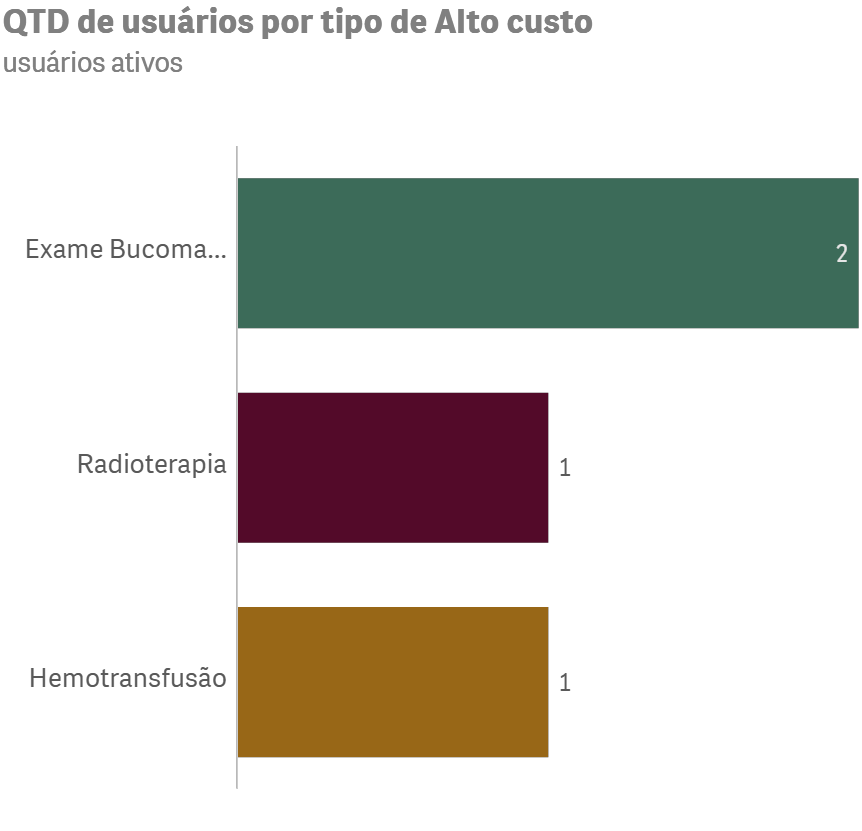 QTD de usuários por tipo de Alto custo
usuários ativos
Exame Bucoma...
2
Radioterapia
1
Hemotransfusão
1